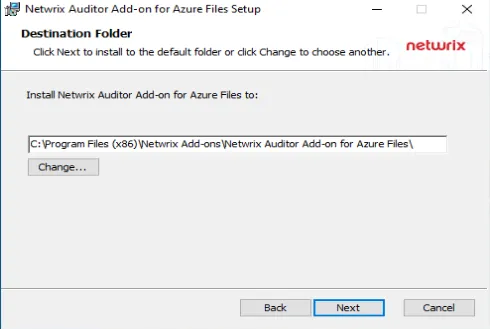 Netwrix Auditor Add-on for Azure Files Setup
Destination Folder
Click Next to install to the default folder or click Change to choose another.
netwrix
Install Netwrix Auditor Add-on for Azure Files to:
C:\Program Files (x86)\Netwrix Add-ons\Netwrix Auditor Add-on for Azure Files\
Change...
Back
Next
Cancel